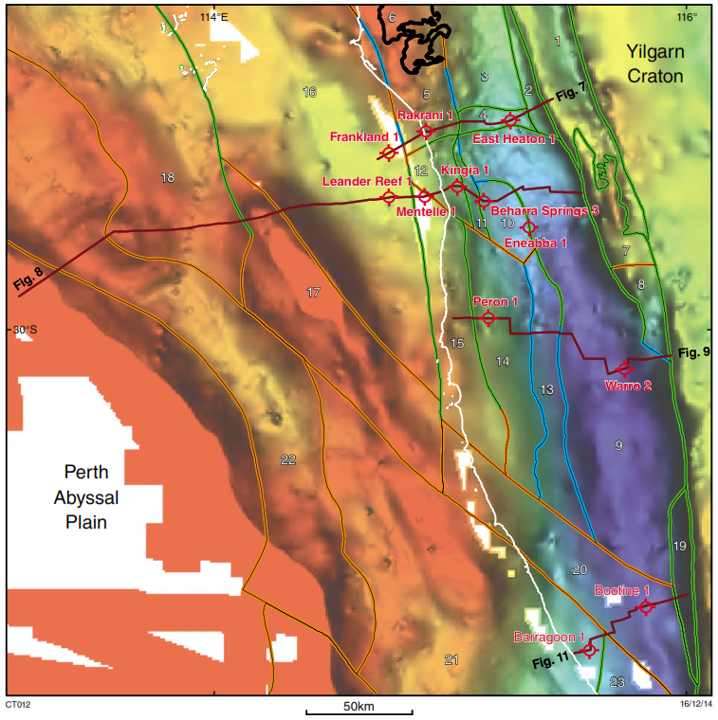 114°E
116°
6
1
Yilgarn
Craton
3
2
16
5
Fig. 7
4
Rakrani 1
Frankland 1
East Heaton 1
12
Kingia 1
18
Leander Reef 1
Mentelle 1
Beharra Springs 3
11
10
Eneabba 1
7
Fig. 8
8
17
Peron 1
30°S
15
Fig. 9
14
Warro 2
13
9
22
Perth
Abyssal
Plain
19
20
Bootine 1
Barragoon 1
Fig. 11
21
23
CT012
50km
16/12/14